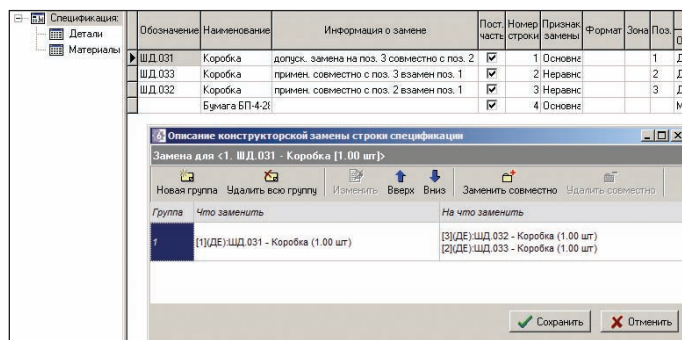 Спецификация:
Детали
Материалы
Обозначение Наименование Информация о замене Пост. часть Номер строки Признак замены Формат Зона Поз.
ШД.031 Коробка допуск. замена на поз. 3 совместно с поз. 2 1 Основна 1
ШД.033 Коробка примен. совместно с поз. 3 взамен поз. 1 2 Неравнс 2
ШД.032 Коробка примен. совместно с поз. 2 взамен поз. 1 3 Неравнс 3
Бумага БП-4-28 4 Основна
Описание конструкторской замены строки спецификации
Замена для <1. ШД.031 - Коробка [1.00 шт]>
Новая группа Удалить всю группу Изменить Вверх Вниз Заменить совместно Удалить совместно
Группа Что заменить На что заменить
1 [1](ДЕ):ШД.031 - Коробка (1.00 шт) [3](ДЕ):ШД.032 - Коробка (1.00 шт)
[2](ДЕ):ШД.033 - Коробка (1.00 шт)
Сохранить Отменить